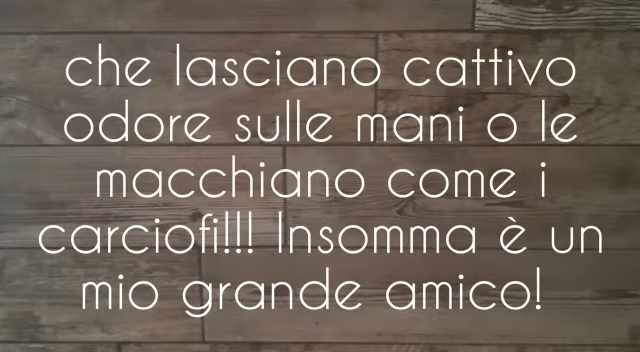 che lasciano cattivo
odore sulle mani o le
macchiano come i
carciofi!!! Insomma è un
mio grande amico!